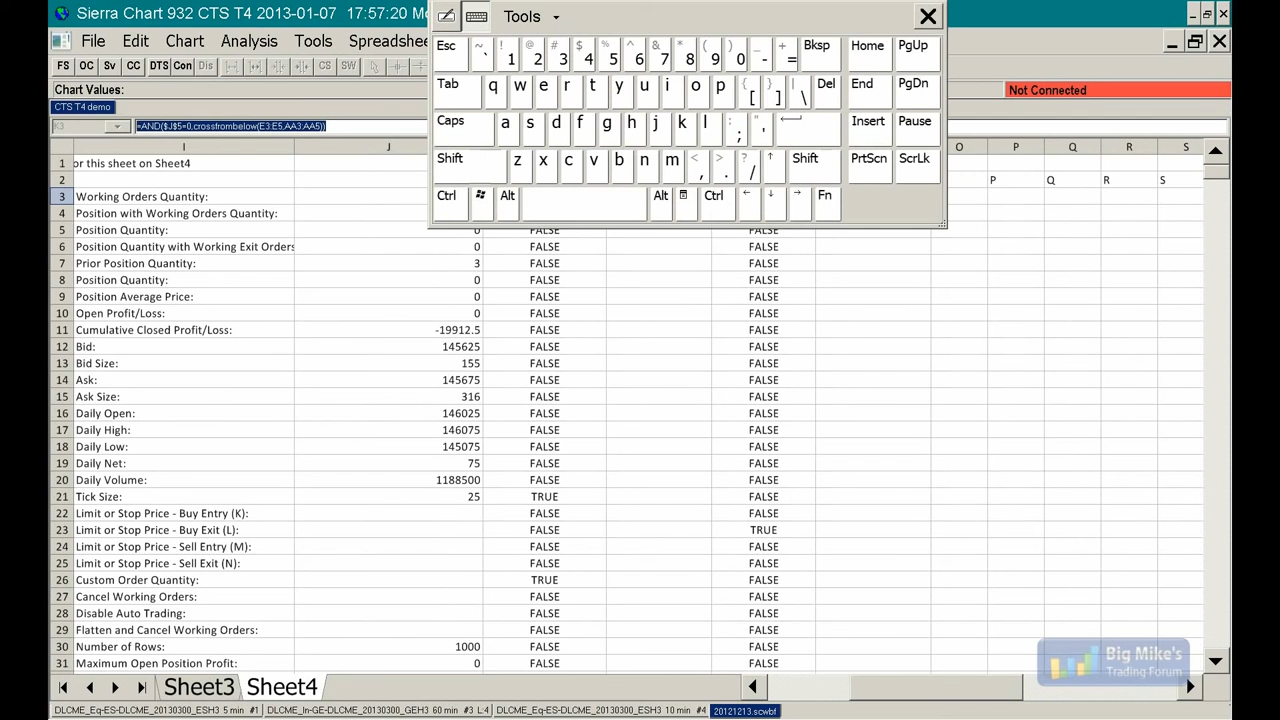 Sierra Chart 932 CTS T4 2013-01-07 17:57:20 Mo
Tools
File Edit Chart Analysis Tools Spreadshe
FS OC Sv CC DTS Con Dis CS SW
Chart Values:
Not Connected
CTS T4 demo
K3
=AND($J$5=0,crossfrombelow(E3:E5,AA3:AA5))
Esc ~ ` ! 1 @ 2 # 3 $ 4 % 5 ^ 6 & 7 * 8 ( 9 ) 0 _ - + = Bksp Home PgUp
Tab q w e r t y u i o p { [ } ] | \ Del End PgDn
Caps a s d f g h j k l : ; " ' Insert Pause
Shift z x c v b n m < , > . ? / ↑ Shift PrtScn ScrLk
Ctrl Alt Alt Ctrl ← ↓ → Fn
I J O P Q R S
1 or this sheet on Sheet4
2 P Q R S
3 Working Orders Quantity:
4 Position with Working Orders Quantity:
5 Position Quantity: 0 FALSE FALSE
6 Position Quantity with Working Exit Orders 0 FALSE FALSE
7 Prior Position Quantity: 3 FALSE FALSE
8 Position Quantity: 0 FALSE FALSE
9 Position Average Price: 0 FALSE FALSE
10 Open Profit/Loss: 0 FALSE FALSE
11 Cumulative Closed Profit/Loss: -19912.5 FALSE FALSE
12 Bid: 145625 FALSE FALSE
13 Bid Size: 155 FALSE FALSE
14 Ask: 145675 FALSE FALSE
15 Ask Size: 316 FALSE FALSE
16 Daily Open: 146025 FALSE FALSE
17 Daily High: 146075 FALSE FALSE
18 Daily Low: 145075 FALSE FALSE
19 Daily Net: 75 FALSE FALSE
20 Daily Volume: 1188500 FALSE FALSE
21 Tick Size: 25 TRUE FALSE
22 Limit or Stop Price - Buy Entry (K): FALSE FALSE
23 Limit or Stop Price - Buy Exit (L): FALSE TRUE
24 Limit or Stop Price - Sell Entry (M): FALSE FALSE
25 Limit or Stop Price - Sell Exit (N): FALSE FALSE
26 Custom Order Quantity: TRUE FALSE
27 Cancel Working Orders: FALSE FALSE
28 Disable Auto Trading: FALSE FALSE
29 Flatten and Cancel Working Orders: FALSE FALSE
30 Number of Rows: 1000 FALSE FALSE
31 Maximum Open Position Profit: 0 FALSE FALSE
Big Mike's
Trading Forum
Sheet3 Sheet4
DLCME_Eq-ES-DLCME_20130300_ESH3 5 min #1 DLCME_In-GE-DLCME_20130300_GEH3 60 min #3 L:4 DLCME_Eq-ES-DLCME_20130300_ESH3 10 min #4 20121213.scwbf